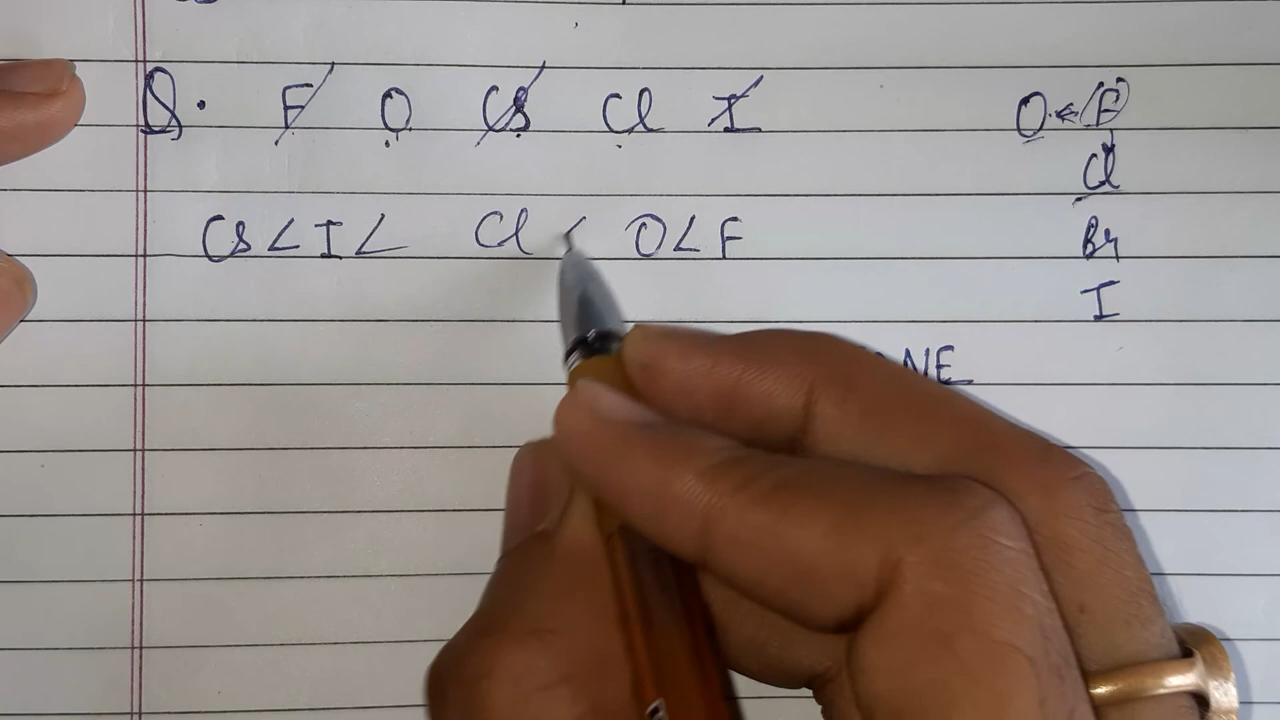 Q. F O Cs Cl I
O ← F
Cl
Cs < I < Cl < O < F
Br
I
NE